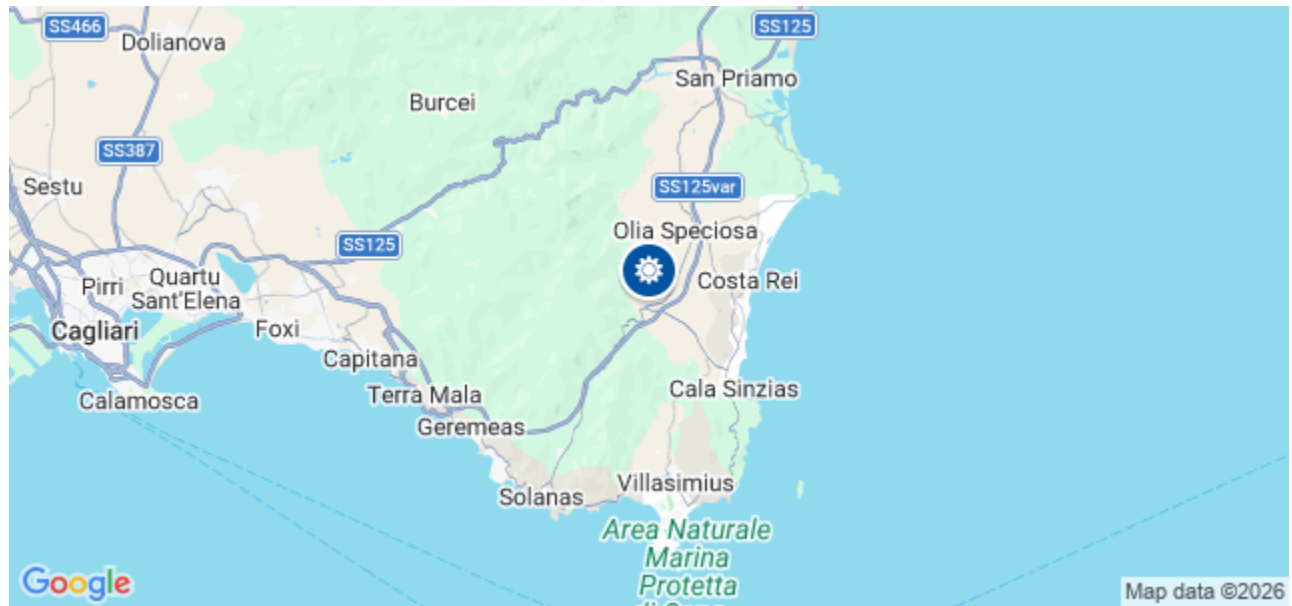 SS466
Dolianova
SS125
San Priamo
Burcei
SS387
Sestu
SS125var
SS125
Olia Speciosa
Pirri
Quartu
Sant'Elena
Costa Rei
Cagliari
Foxi
Capitana
Calamosca
Terra Mala
Cala Sinzias
Geremeas
Solanas
Villasimius
Area Naturale
Marina
Protetta
Google
Map data ©2026